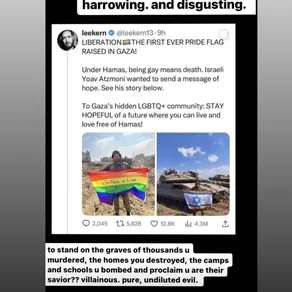 harrowing. and disgusting.
leekern @leekern13 · 9h
LIBERATION 🏳️‍🌈 THE FIRST EVER PRIDE FLAG
RAISED IN GAZA!
Under Hamas, being gay means death. Israeli
Yoav Atzmoni wanted to send a message
of hope. See his story below.
To Gaza's hidden LGBTQ+ community: STAY
HOPEFUL of a future where you can live and
love free of Hamas!
2,045 5,628 12.8K 4.3M
to stand on the graves of thousands u
murdered, the homes you destroyed, the camps
and schools u bombed and proclaim u are their
savior?? villainous. pure, undiluted evil.